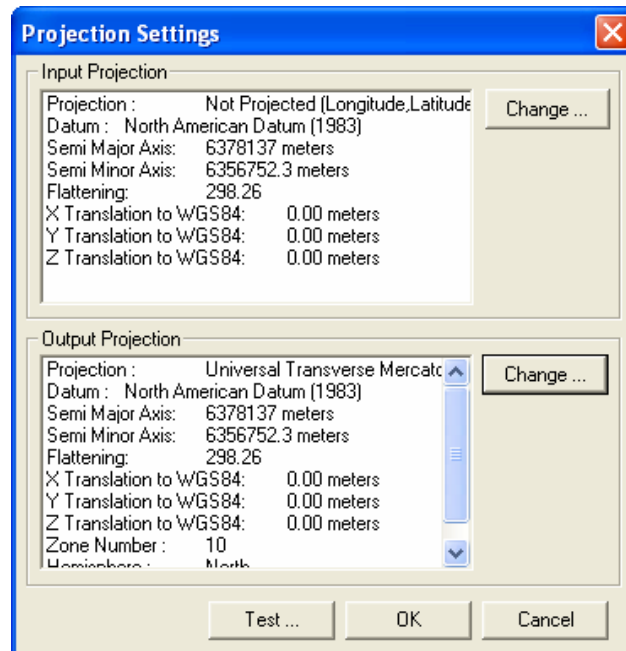 Projection Settings
Input Projection
Projection : Not Projected (Longitude,Latitude
Datum : North American Datum (1983)
Semi Major Axis: 6378137 meters
Semi Minor Axis: 6356752.3 meters
Flattening: 298.26
X Translation to WGS84: 0.00 meters
Y Translation to WGS84: 0.00 meters
Z Translation to WGS84: 0.00 meters
Change ...
Output Projection
Projection : Universal Transverse Mercatc
Datum : North American Datum (1983)
Semi Major Axis: 6378137 meters
Semi Minor Axis: 6356752.3 meters
Flattening: 298.26
X Translation to WGS84: 0.00 meters
Y Translation to WGS84: 0.00 meters
Z Translation to WGS84: 0.00 meters
Zone Number : 10
Hemisphere : North
Change ...
Test ... OK Cancel